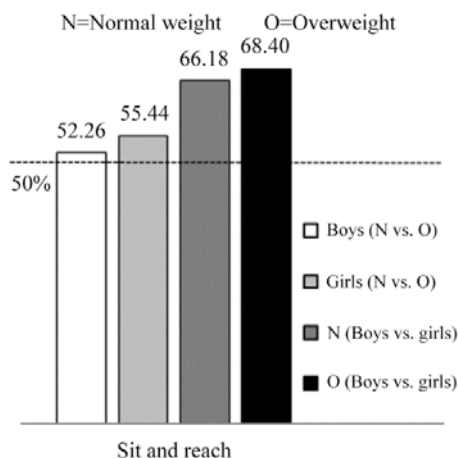 N=Normal weight O=Overweight
68.40
66.18
55.44
52.26
50%
Boys (N vs. O)
Girls (N vs. O)
N (Boys vs. girls)
O (Boys vs. girls)
Sit and reach